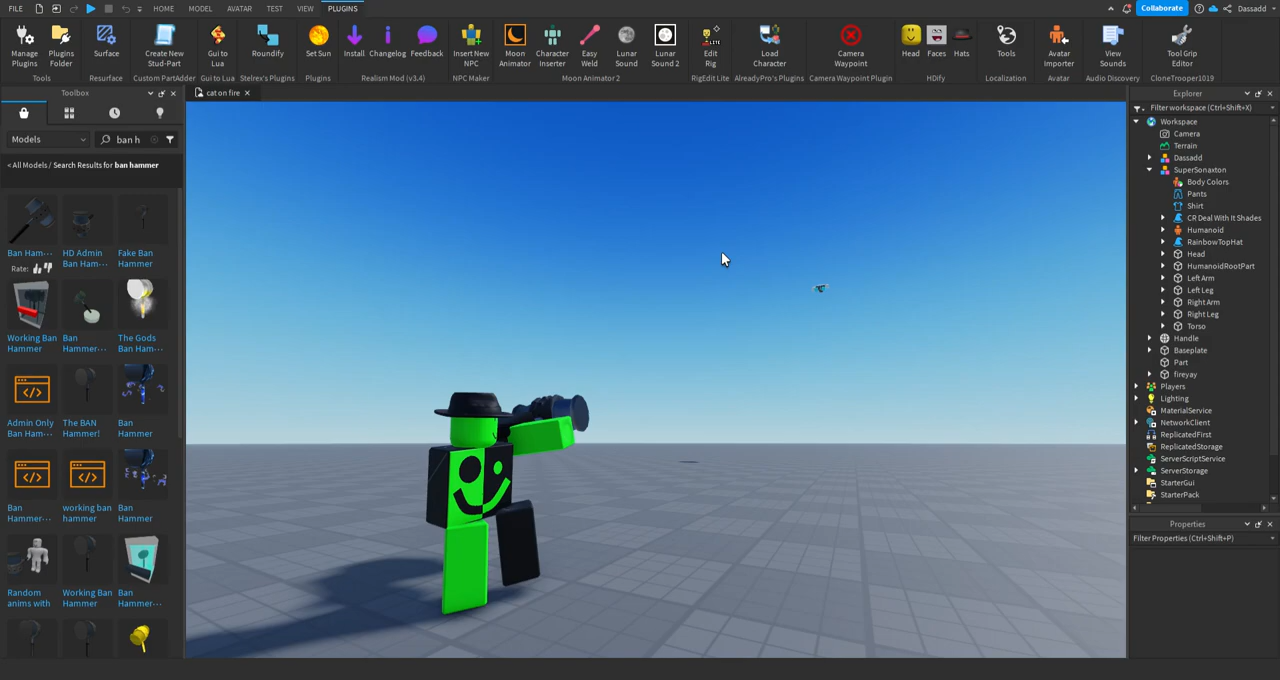 FILE HOME MODEL AVATAR TEST VIEW PLUGINS Collaborate Dassadd
Manage Plugins
Plugins Folder
Tools
Surface
Resurface
Create New Stud-Part
Custom PartAdder
Gui to Lua
Gui to Lua
Roundify
Stelrex's Plugins
Set Sun
Plugins
Install
Changelog
Feedback
Realism Mod (v3.4)
Insert New NPC
NPC Maker
Moon Animator
Character Inserter
Easy Weld
Lunar Sound
Lunar Sound 2
Moon Animator 2
LITE
Edit Rig
RigEdit Lite
Load Character
AlreadyPro's Plugins
Camera Waypoint
Camera Waypoint Plugin
Head
Faces
Hats
HDify
Tools
Localization
Avatar Importer
Avatar
View Sounds
Audio Discovery
Tool Grip Editor
CloneTrooper1019
Toolbox
Models
ban h
< All Models / Search Results for ban hammer
Ban Ham...
Rate:
HD Admin Ban Ham...
Fake Ban Hammer
Working Ban Hammer
Ban Hammer...
The Gods Ban Ham...
Admin Only Ban Ham...
The BAN Hammer!
Ban Hammer
Ban Hammer...
working ban hammer
Ban Hammer
Random anims with
Working Ban Hammer
Ban Hammer...
cat on fire
Explorer
Filter workspace (Ctrl+Shift+X)
Workspace
Camera
Terrain
Dassadd
SuperSonaxton
Body Colors
Pants
Shirt
CR Deal With It Shades
Humanoid
RainbowTopHat
Head
HumanoidRootPart
Left Arm
Left Leg
Right Arm
Right Leg
Torso
Handle
Baseplate
Part
fireyay
Players
Lighting
MaterialService
NetworkClient
ReplicatedFirst
ReplicatedStorage
ServerScriptService
ServerStorage
StarterGui
StarterPack
Properties
Filter Properties (Ctrl+Shift+P)